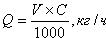 Q = V × C / 1000 , кг / ч